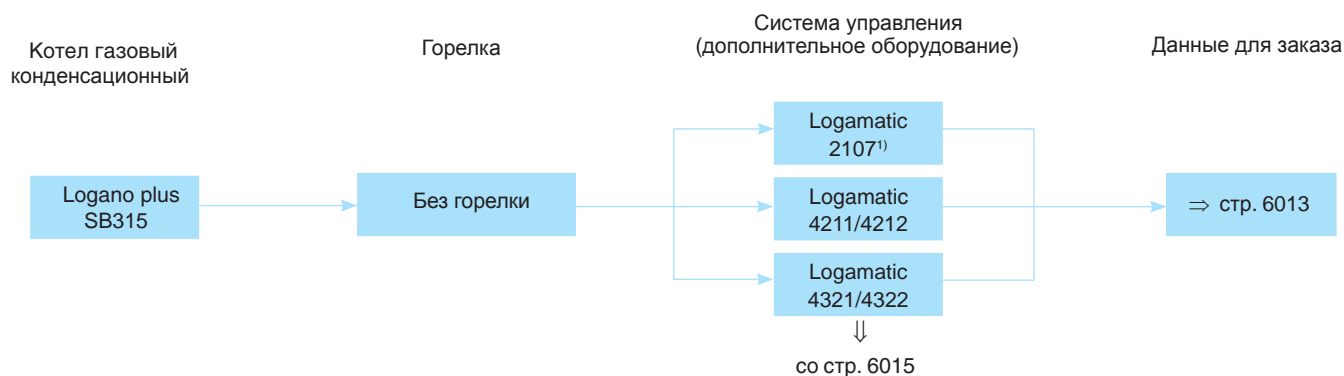 Котел газовый
конденсационный
Горелка
Система управления
(дополнительное оборудование)
Данные для заказа
Logano plus
SB315
Без горелки
Logamatic
2107¹⁾
Logamatic
4211/4212
Logamatic
4321/4322
⇒ стр. 6013
⇓
со стр. 6015